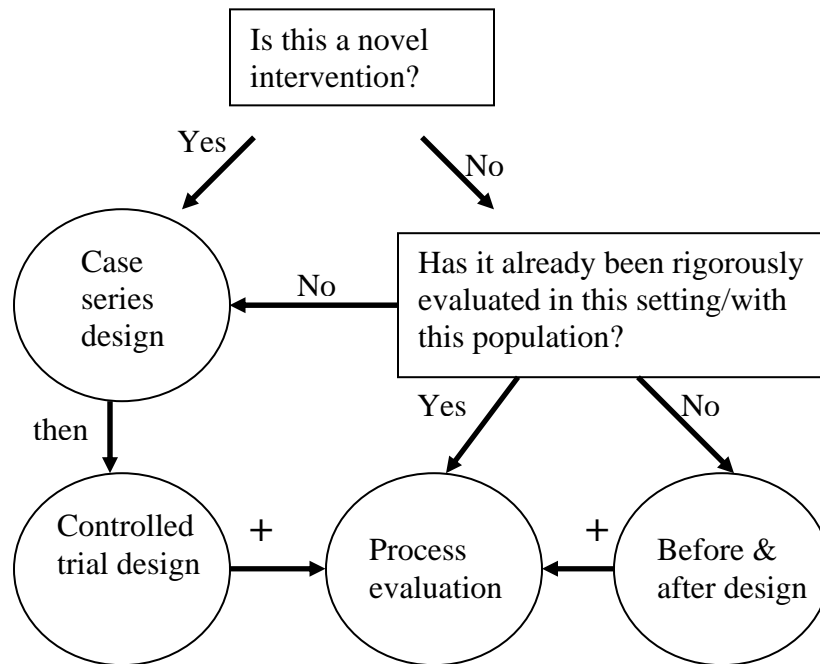 Is this a novel
intervention?
Yes
No
Case
series
design
No
Has it already been rigorously
evaluated in this setting/with
this population?
then
Yes
No
Controlled
trial design
+
Process
evaluation
+
Before &
after design